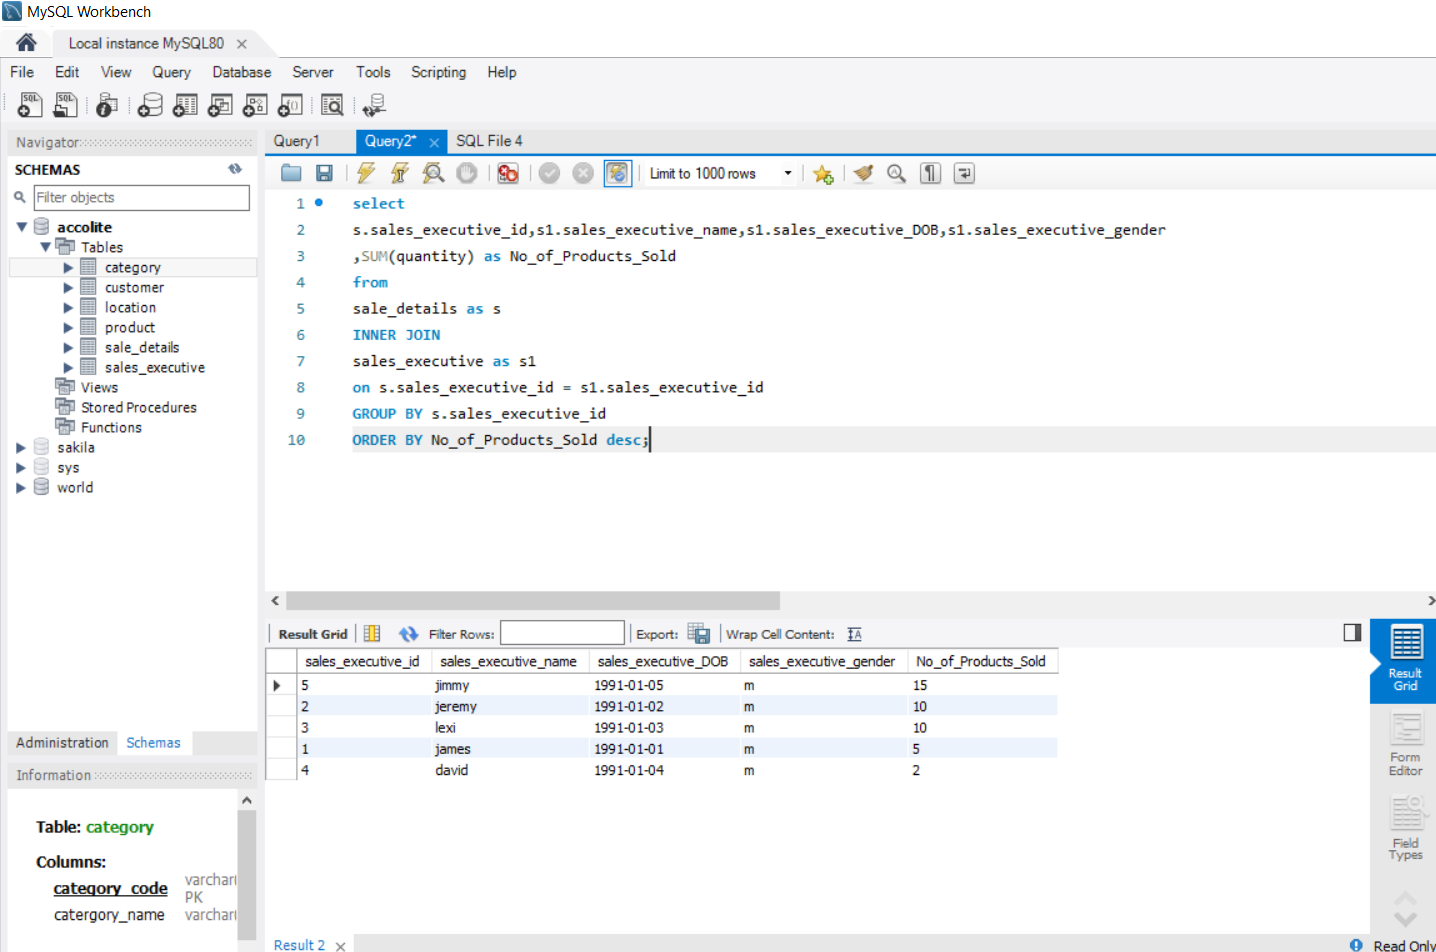 MySQL Workbench
Local instance MySQL80
File Edit View Query Database Server Tools Scripting Help
Navigator
SCHEMAS
Filter objects
accolite
Tables
category
customer
location
product
sale_details
sales_executive
Views
Stored Procedures
Functions
sakila
sys
world
Administration Schemas
Information
Table: category
Columns:
category_code varchar(
PK
catergory_name varchar(
Query1 Query2* SQL File 4
Limit to 1000 rows
1 select
2 s.sales_executive_id,s1.sales_executive_name,s1.sales_executive_DOB,s1.sales_executive_gender
3 ,SUM(quantity) as No_of_Products_Sold
4 from
5 sale_details as s
6 INNER JOIN
7 sales_executive as s1
8 on s.sales_executive_id = s1.sales_executive_id
9 GROUP BY s.sales_executive_id
10 ORDER BY No_of_Products_Sold desc;
Result Grid Filter Rows: Export: Wrap Cell Content:
sales_executive_id sales_executive_name sales_executive_DOB sales_executive_gender No_of_Products_Sold
5 jimmy 1991-01-05 m 15
2 jeremy 1991-01-02 m 10
3 lexi 1991-01-03 m 10
1 james 1991-01-01 m 5
4 david 1991-01-04 m 2
Result
Grid
Form
Editor
Field
Types
Result 2
Read Only